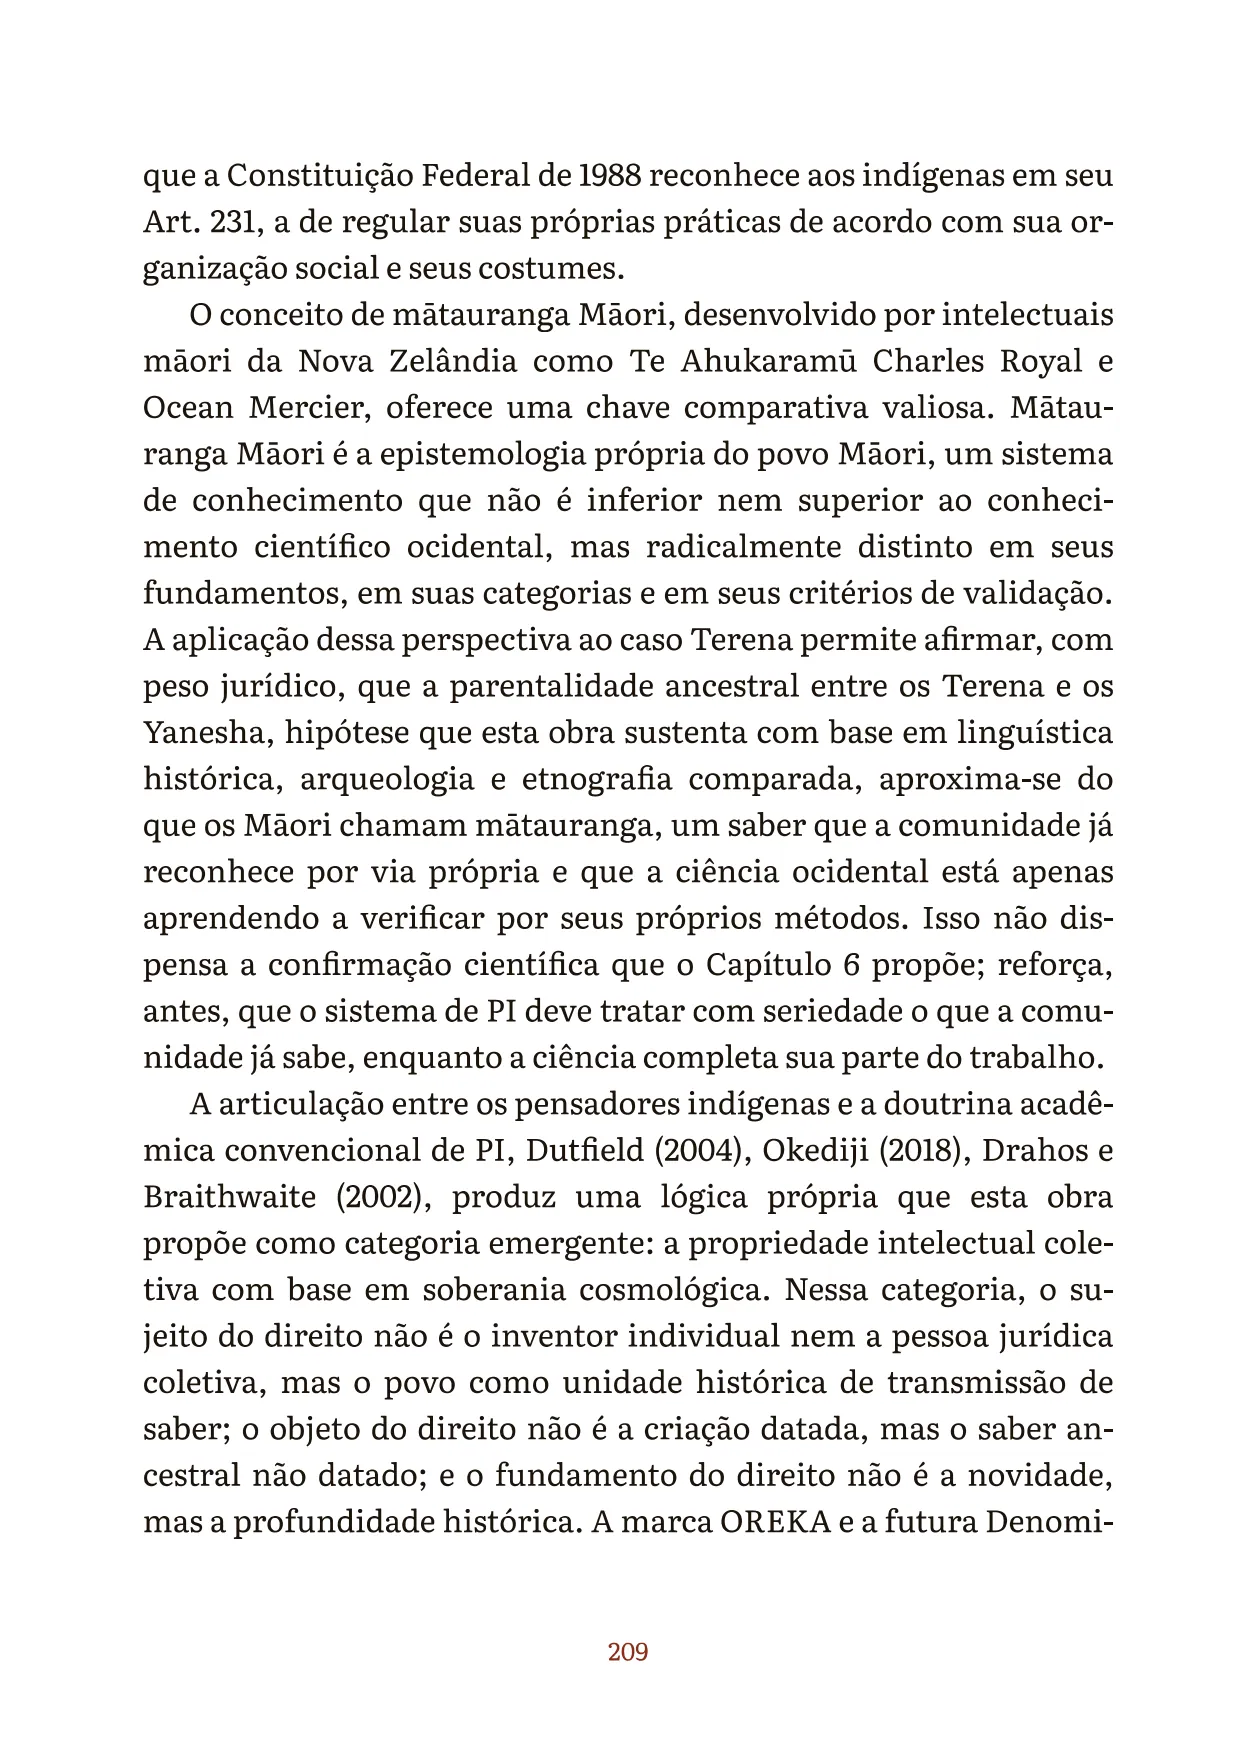 que a Constituição Federal de 1988 reconhece aos indígenas em seu
Art. 231, a de regular suas próprias práticas de acordo com sua or-
ganização social e seus costumes.
O conceito de mātauranga Māori, desenvolvido por intelectuais
māori da Nova Zelândia como Te Ahukaramū Charles Royal e
Ocean Mercier, oferece uma chave comparativa valiosa. Mātau-
ranga Māori é a epistemologia própria do povo Māori, um sistema
de conhecimento que não é inferior nem superior ao conheci-
mento científico ocidental, mas radicalmente distinto em seus
fundamentos, em suas categorias e em seus critérios de validação.
A aplicação dessa perspectiva ao caso Terena permite afirmar, com
peso jurídico, que a parentalidade ancestral entre os Terena e os
Yanesha, hipótese que esta obra sustenta com base em linguística
histórica, arqueologia e etnografia comparada, aproxima-se do
que os Māori chamam mātauranga, um saber que a comunidade já
reconhece por via própria e que a ciência ocidental está apenas
aprendendo a verificar por seus próprios métodos. Isso não dis-
pensa a confirmação científica que o Capítulo 6 propõe; reforça,
antes, que o sistema de PI deve tratar com seriedade o que a comu-
nidade já sabe, enquanto a ciência completa sua parte do trabalho.
A articulação entre os pensadores indígenas e a doutrina acadê-
mica convencional de PI, Dutfield (2004), Okediji (2018), Drahos e
Braithwaite (2002), produz uma lógica própria que esta obra
propõe como categoria emergente: a propriedade intelectual cole-
tiva com base em soberania cosmológica. Nessa categoria, o su-
jeito do direito não é o inventor individual nem a pessoa jurídica
coletiva, mas o povo como unidade histórica de transmissão de
saber; o objeto do direito não é a criação datada, mas o saber an-
cestral não datado; e o fundamento do direito não é a novidade,
mas a profundidade histórica. A marca OREKA e a futura Denomi-
209